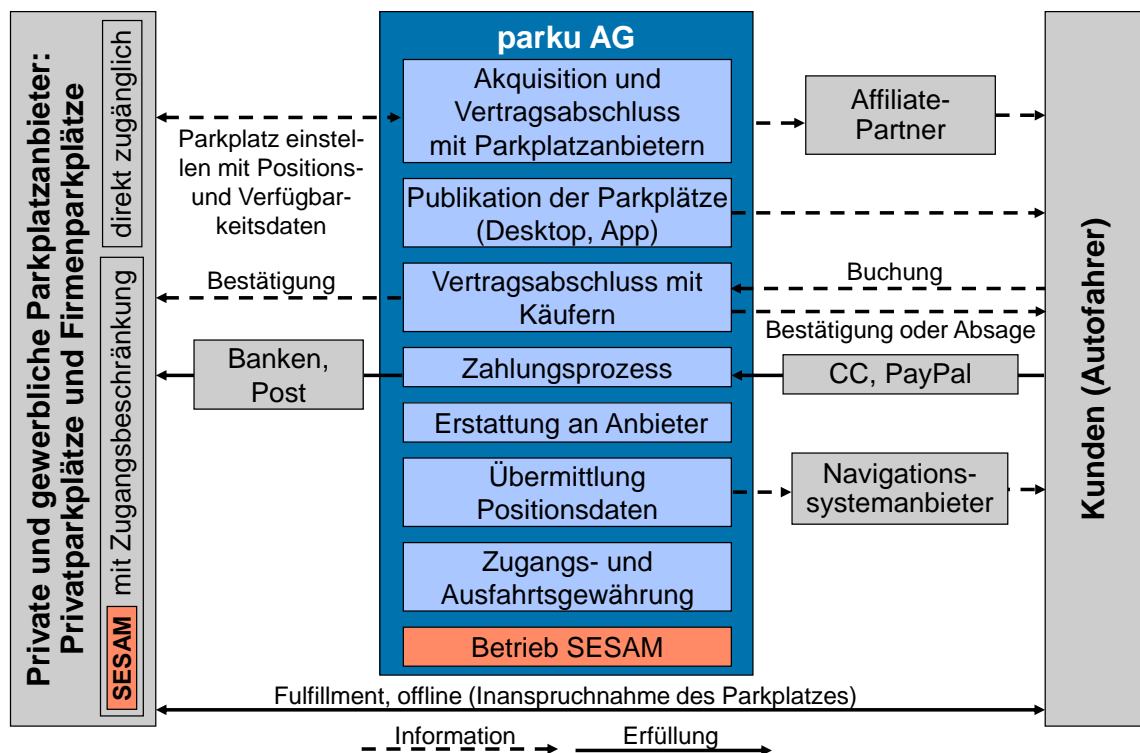 Private und gewerbliche Parkplatzanbieter:
Privatparkplätze und Firmenparkplätze
direkt zugänglich
mit Zugangsbeschränkung
SESAM
Parkplatz einstel-
len mit Positions-
und Verfügbar-
keitsdaten
Bestätigung
Banken,
Post
parku AG
Akquisition und
Vertragsabschluss
mit Parkplatzanbietern
Publikation der Parkplätze
(Desktop, App)
Vertragsabschluss mit
Käufern
Zahlungsprozess
Erstattung an Anbieter
Übermittlung
Positionsdaten
Zugangs- und
Ausfahrtsgewährung
Betrieb SESAM
Affiliate-
Partner
Buchung
Bestätigung oder Absage
CC, PayPal
Navigations-
systemanbieter
Kunden (Autofahrer)
Fulfillment, offline (Inanspruchnahme des Parkplatzes)
Information
Erfüllung